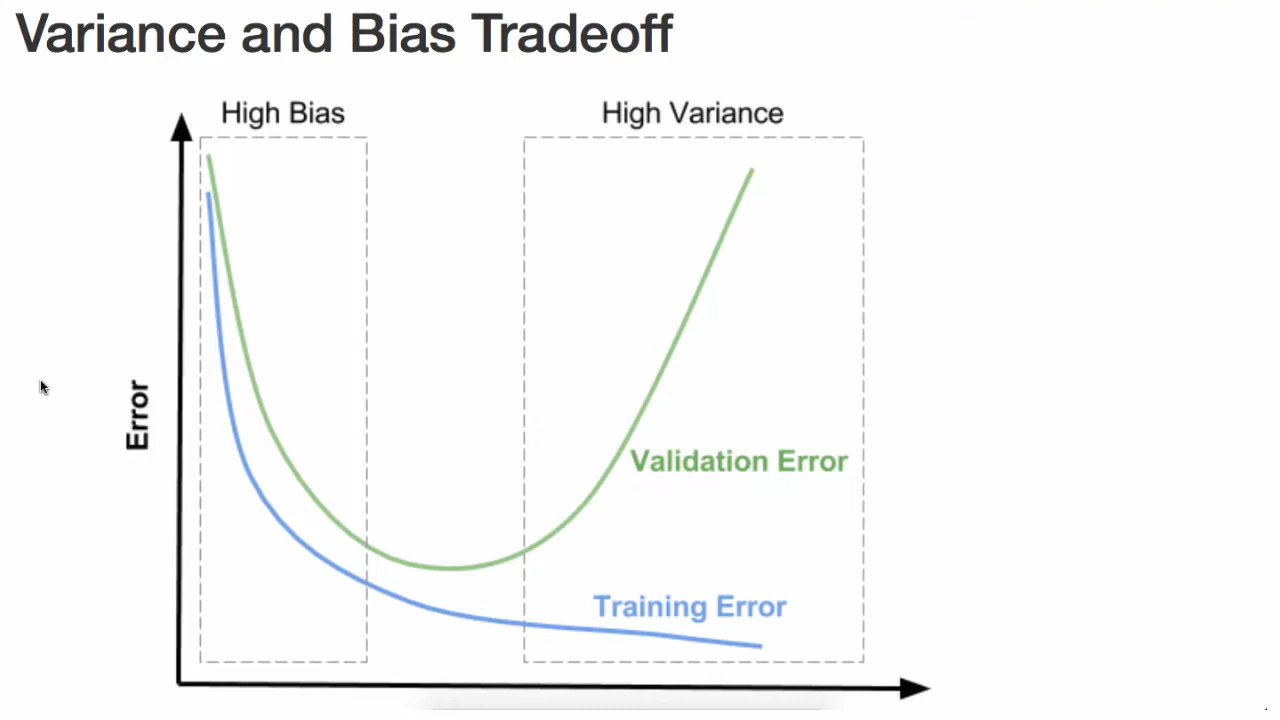 Variance and Bias Tradeoff
High Bias
High Variance
Error
Validation Error
Training Error